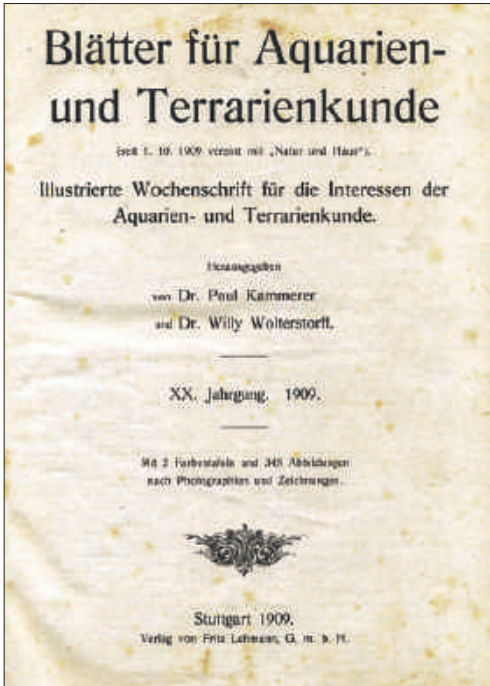 Blätter für Aquarien-
und Terrarienkunde
(seit 1. 10. 1909 vereint mit „Natur und Haus“).
Illustrierte Wochenschrift für die Interessen der
Aquarien- und Terrarienkunde.
Herausgegeben
von Dr. Paul Kammerer
und Dr. Willy Wolterstorff.
XX. Jahrgang. 1909.
Mit 2 Farbentafeln und 345 Abbildungen
nach Photographien und Zeichnungen.
Stuttgart 1909.
Verlag von Fritz Lehmann, G. m. b. H.